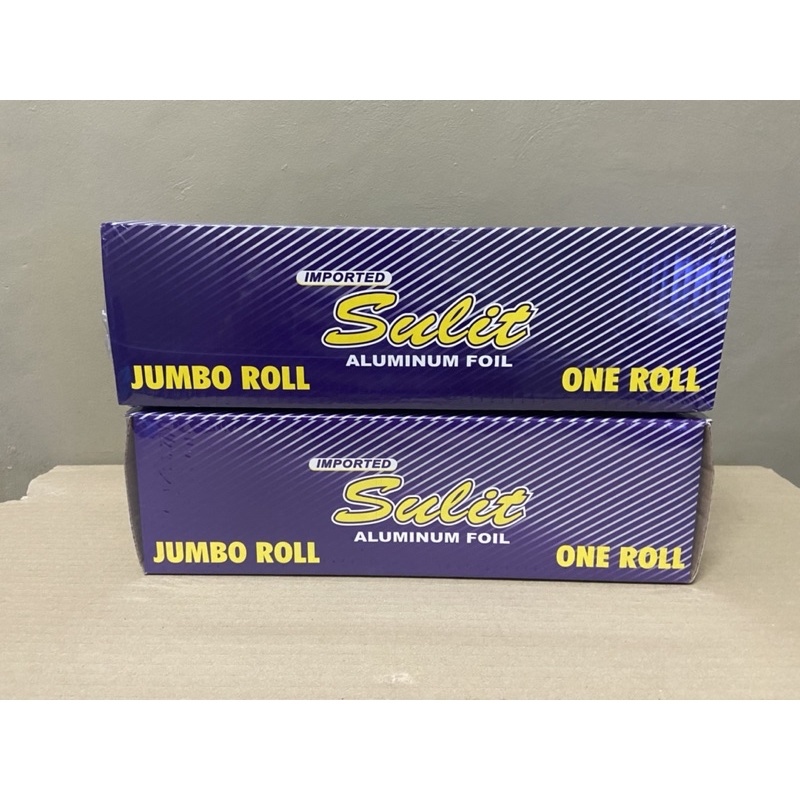 IMPORTED
Sulit
ALUMINUM FOIL
JUMBO ROLL
ONE ROLL
IMPORTED
Sulit
ALUMINUM FOIL
JUMBO ROLL
ONE ROLL